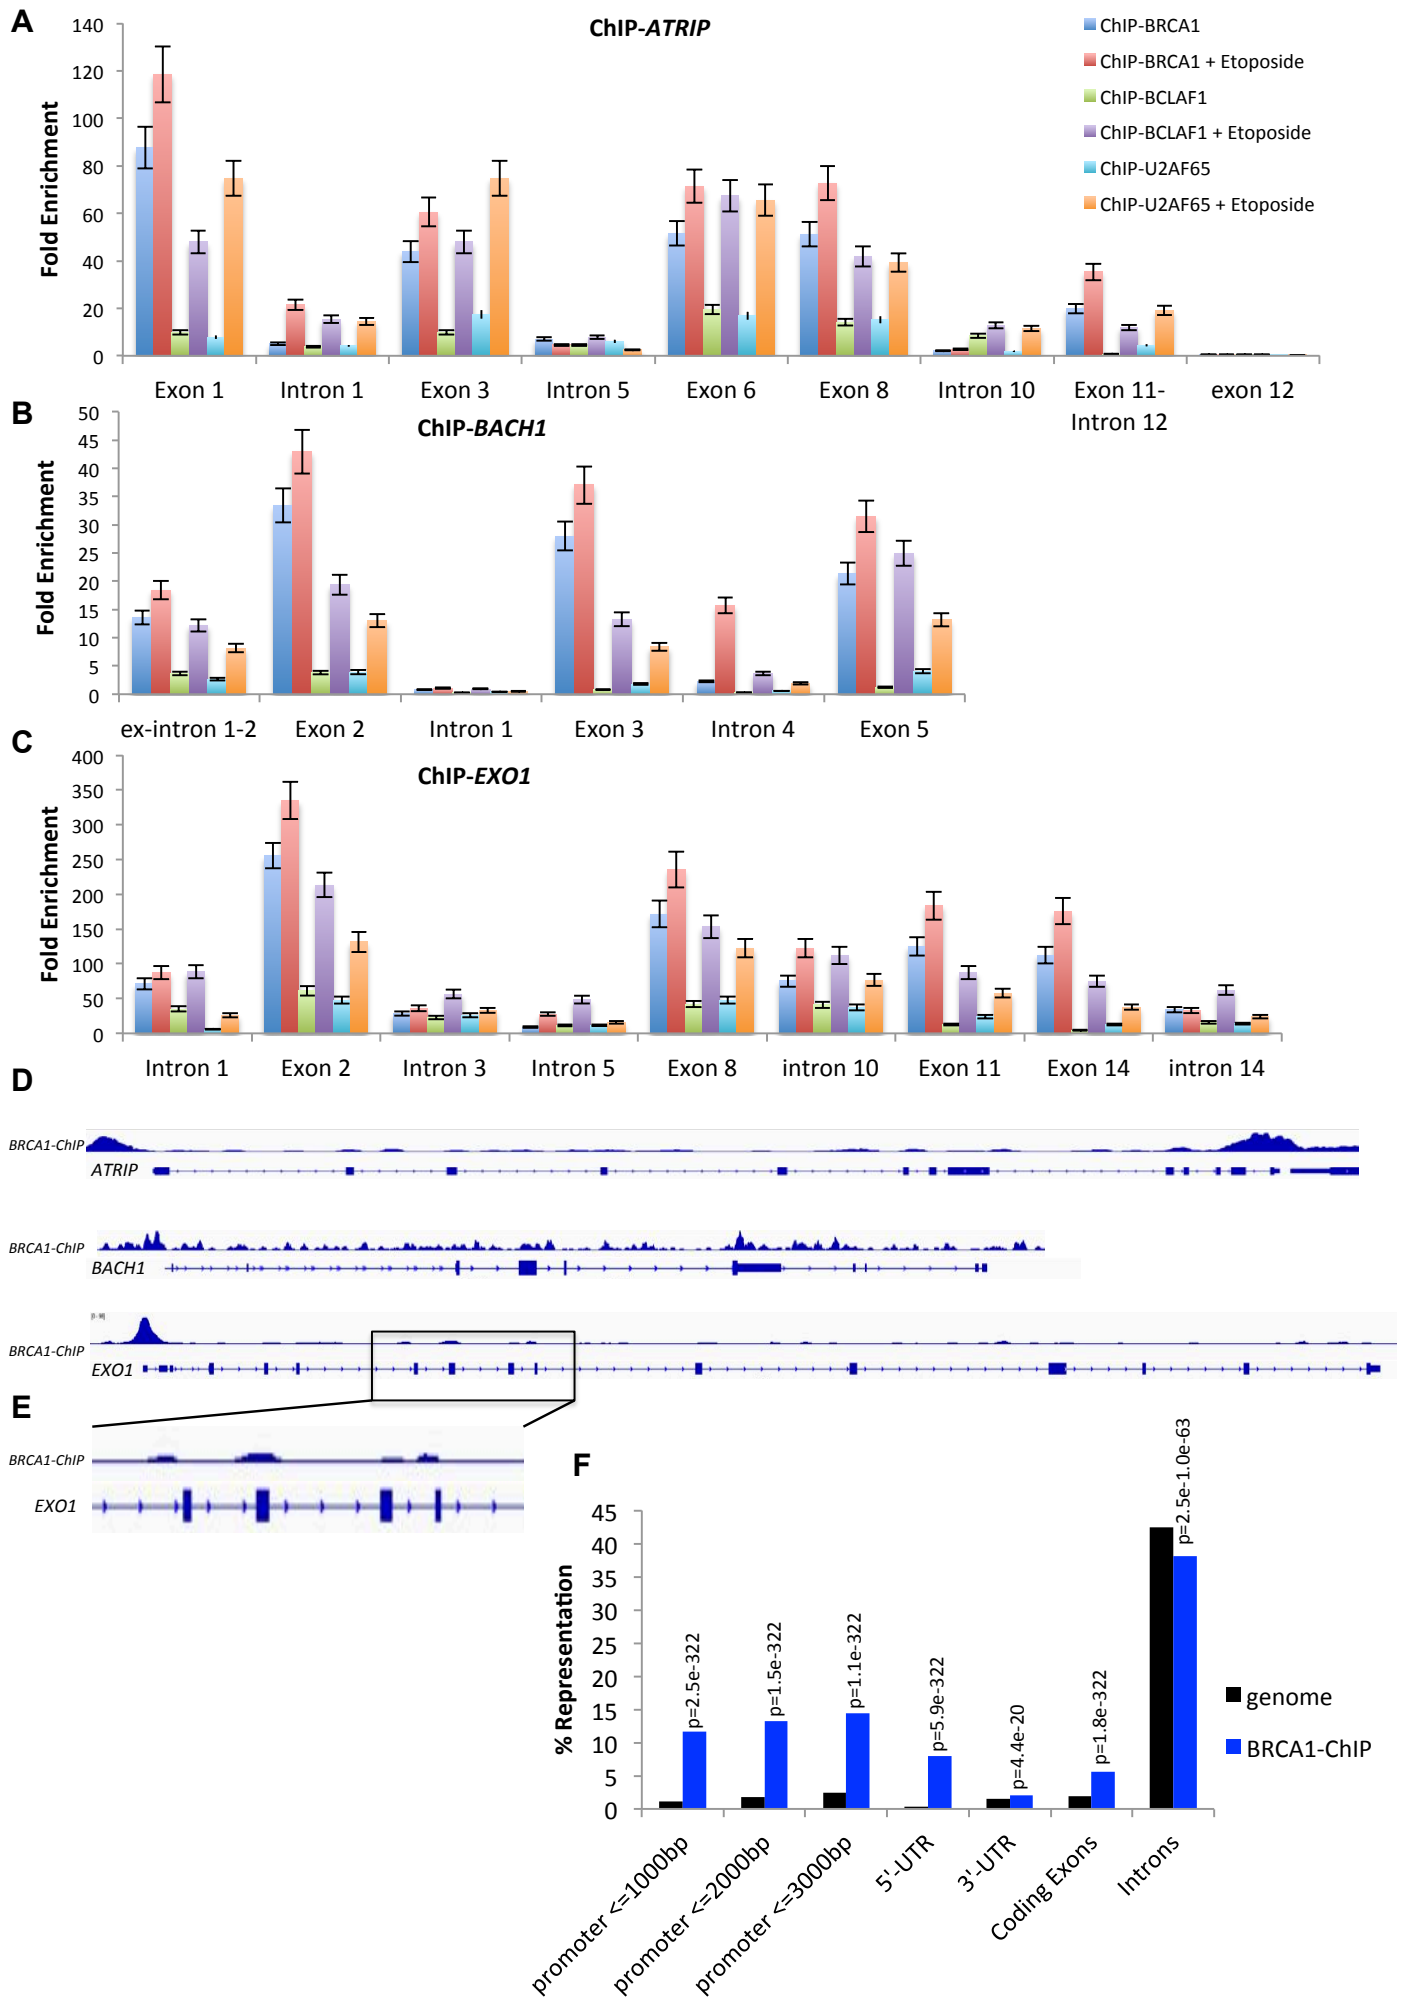 A
ChIP-ATRIP
Fold Enrichment
140
120
100
80
60
40
20
0
ChIP-BRCA1
ChIP-BRCA1 + Etoposide
ChIP-BCLAF1
ChIP-BCLAF1 + Etoposide
ChIP-U2AF65
ChIP-U2AF65 + Etoposide
Exon 1
Intron 1
Exon 3
Intron 5
Exon 6
Exon 8
Intron 10
Exon 11-
Intron 12
exon 12
B
ChIP-BACH1
Fold Enrichment
50
45
40
35
30
25
20
15
10
5
0
ex-intron 1-2
Exon 2
Intron 1
Exon 3
Intron 4
Exon 5
C
ChIP-EXO1
Fold Enrichment
400
350
300
250
200
150
100
50
0
Intron 1
Exon 2
Intron 3
Intron 5
Exon 8
intron 10
Exon 11
Exon 14
intron 14
D
BRCA1-ChIP
ATRIP
BRCA1-ChIP
BACH1
BRCA1-ChIP
EXO1
E
BRCA1-ChIP
EXO1
F
% Representation
45
40
35
30
25
20
15
10
5
0
p=2.5e-322
p=1.5e-322
p=1.1e-322
p=5.9e-322
p=4.4e-20
p=1.8e-322
p=2.5e-1.0e-63
genome
BRCA1-ChIP
promoter <=1000bp
promoter <=2000bp
promoter <=3000bp
5'-UTR
3'-UTR
Coding Exons
Introns